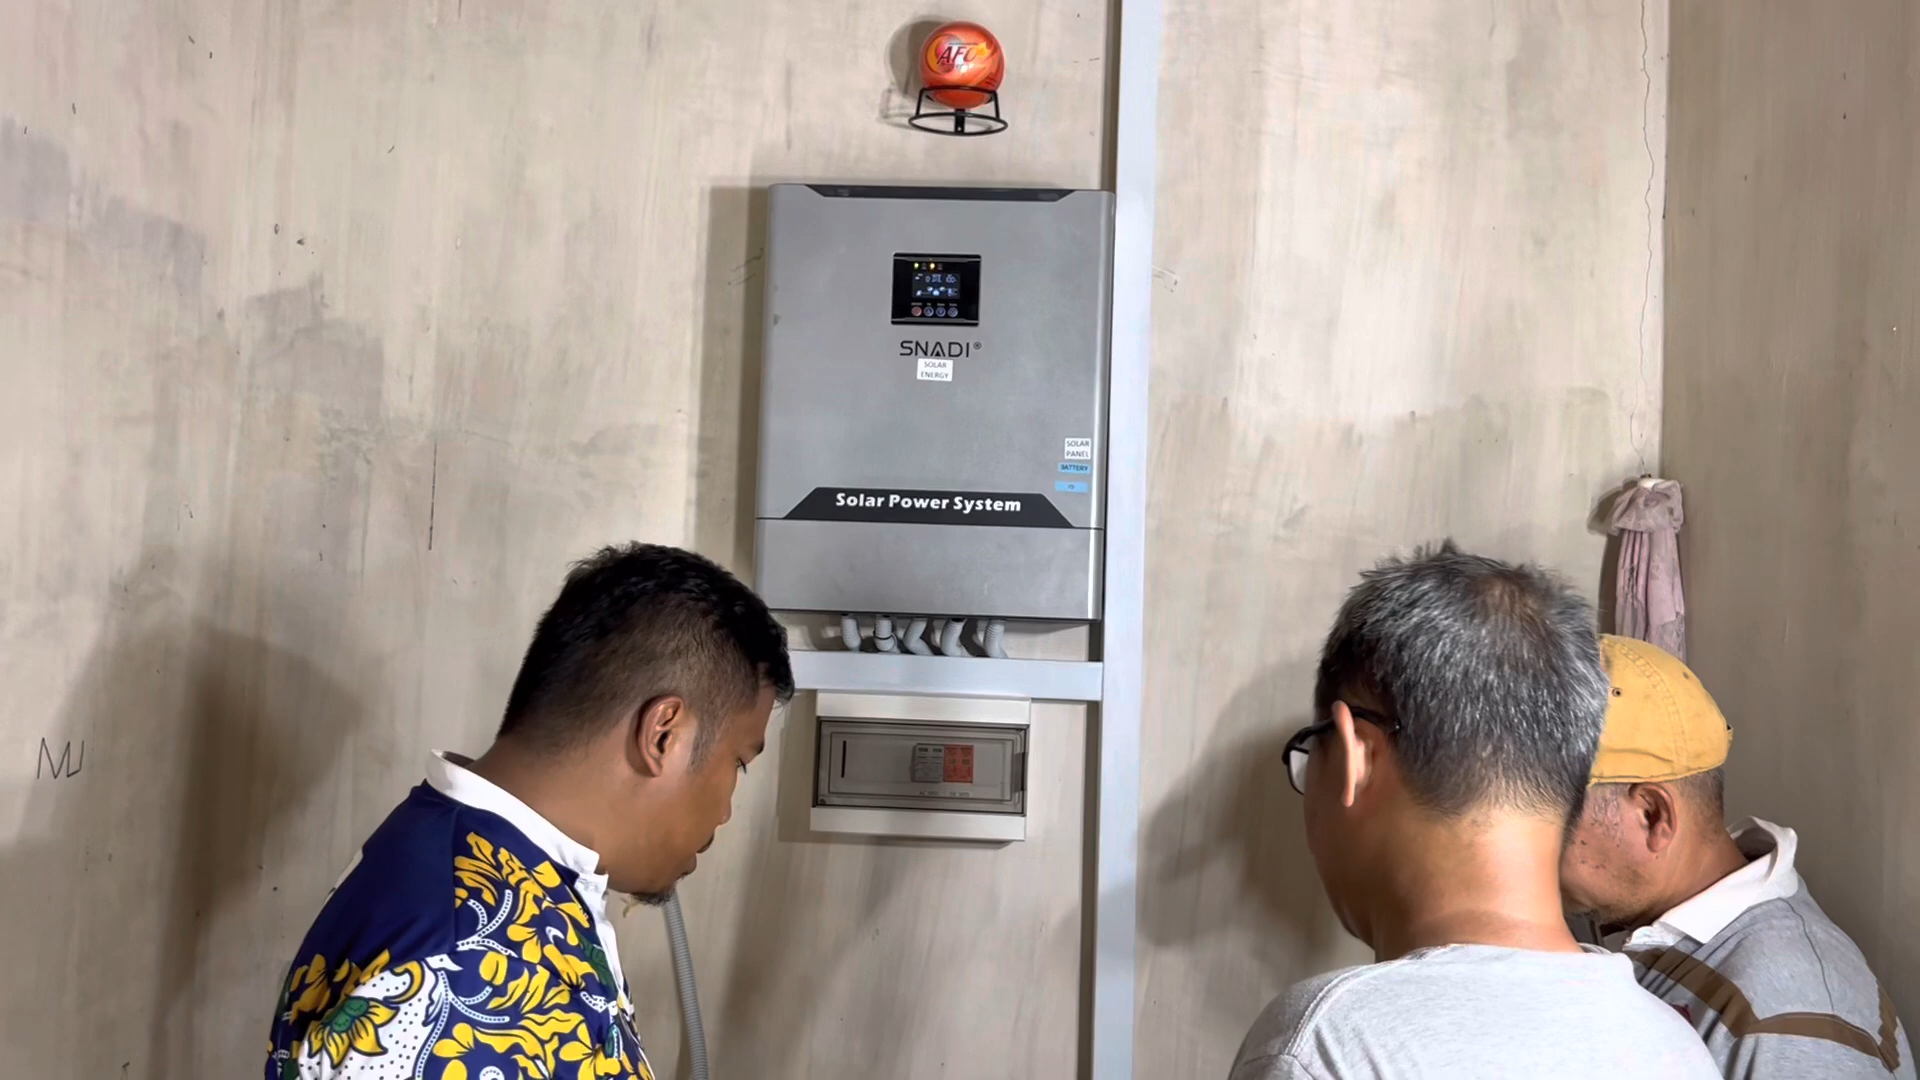 AFO
SNADI®
SOLAR
ENERGY
SOLAR
PANEL
BATTERY
Solar Power System
MJ